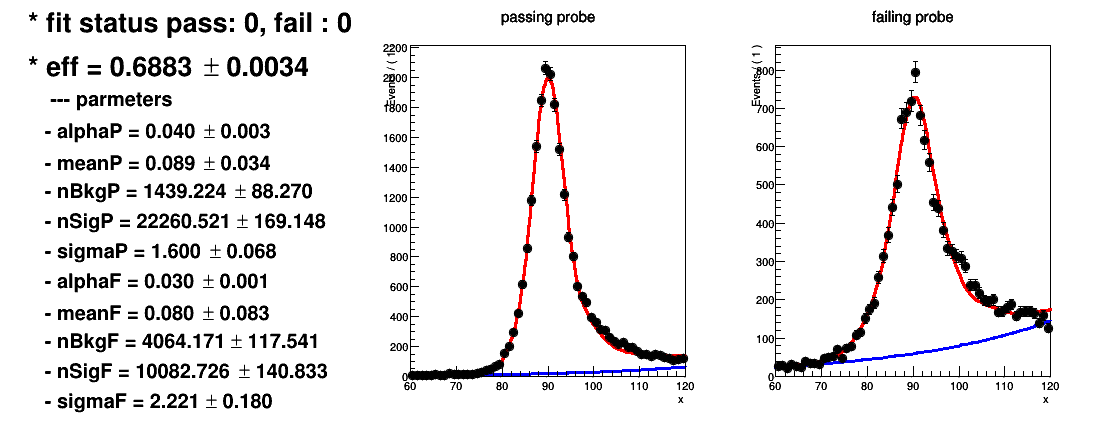 * fit status pass: 0, fail : 0
* eff = 0.6883 ± 0.0034
--- parmeters
- alphaP = 0.040 ± 0.003
- meanP = 0.089 ± 0.034
- nBkgP = 1439.224 ± 88.270
- nSigP = 22260.521 ± 169.148
- sigmaP = 1.600 ± 0.068
- alphaF = 0.030 ± 0.001
- meanF = 0.080 ± 0.083
- nBkgF = 4064.171 ± 117.541
- nSigF = 10082.726 ± 140.833
- sigmaF = 2.221 ± 0.180
passing probe
Events / ( 1 )
2200
2000
1800
1600
1400
1200
1000
800
600
400
200
0
60 70 80 90 100 110 120
x
failing probe
Events / ( 1 )
800
700
600
500
400
300
200
100
0
60 70 80 90 100 110 120
x